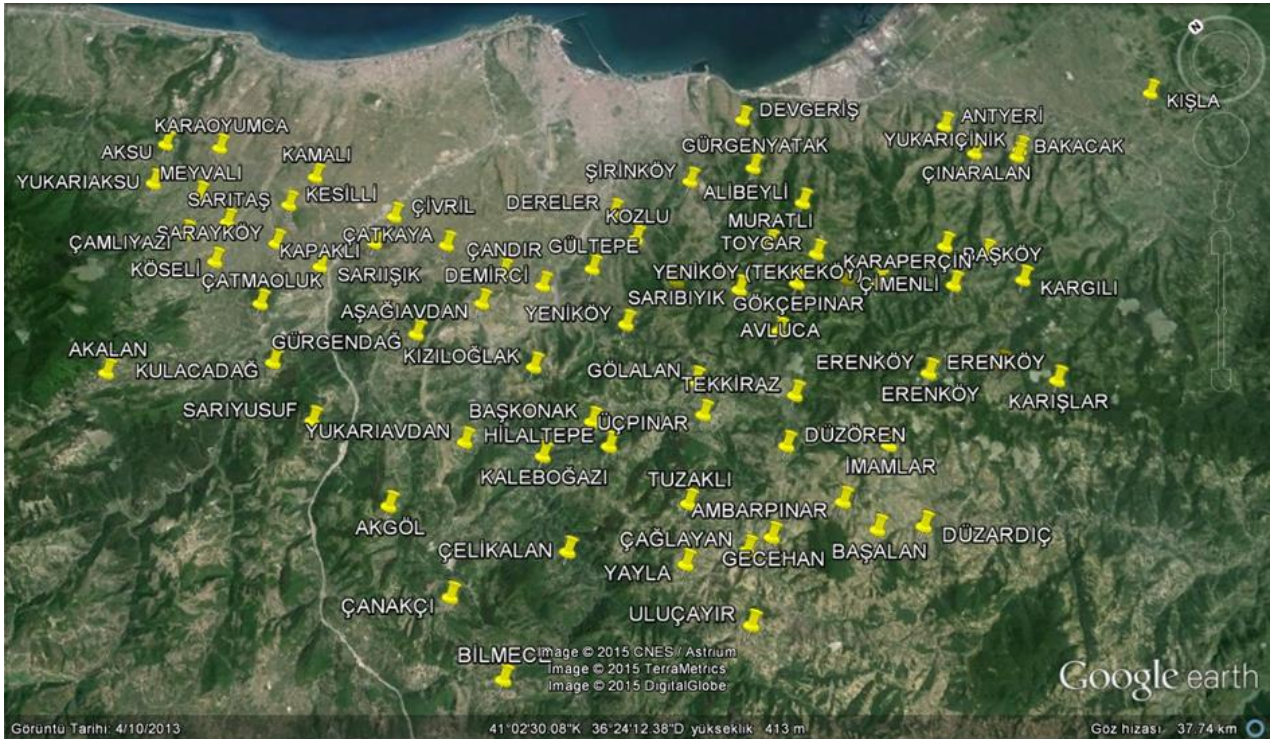 N
KIŞLA
DEVGERİŞ
ANTYERİ
KARAOYUMCA
YUKARIÇİNİK
GÜRGENYATAK
BAKACAK
AKSU
KAMALI
MEYVALI
ŞİRİNKÖY
ÇINARALAN
YUKARIAKSU
KESİLLİ
ALİBEYLİ
SARITAŞ
DERELER
ÇİVRİL
KOZLU
MURATLI
SARAYKÖY
ÇATKAYA
ÇAMLIYAZI
GÜLTEPE
TOYGAR
KAPAKLI
ÇANDIR
KARAPERÇİN
KÖSELİ
SARIIŞIK
DEMİRCİ
YENİKÖY (TEKKEKÖY)
ÇATMAOLUK
ÇİMENLİ
KARGILI
SARIBIYIK
GÖKÇEPINAR
AŞAĞIAVDAN
YENİKÖY
AVLUCA
GÜRGENDAĞ
AKALAN
KIZILOĞLAK
KULACADAĞ
GÖLALAN
ERENKÖY
ERENKÖY
TEKKİRAZ
ERENKÖY
KARIŞLAR
SARIYUSUF
BAŞKONAK
ÜÇPINAR
YUKARIAVDAN
HİLALTEPE
DÜZÖREN
İMAMLAR
KALEBOĞAZI
TUZAKLI
AMBARPINAR
AKGÖL
DÜZARDIÇ
ÇAĞLAYAN
ÇELİKALAN
BAŞALAN
GECEHAN
YAYLA
ÇANAKÇI
ULUÇAYIR
BİLMECE
Image © 2015 CNES / Astrium
Image © 2015 TerraMetrics
Image © 2015 DigitalGlobe
Google earth
Görüntü Tarihi: 4/10/2013 41°02'30.08"K 36°24'12.38"D yükseklik 413 m Göz hizası 37.74 km